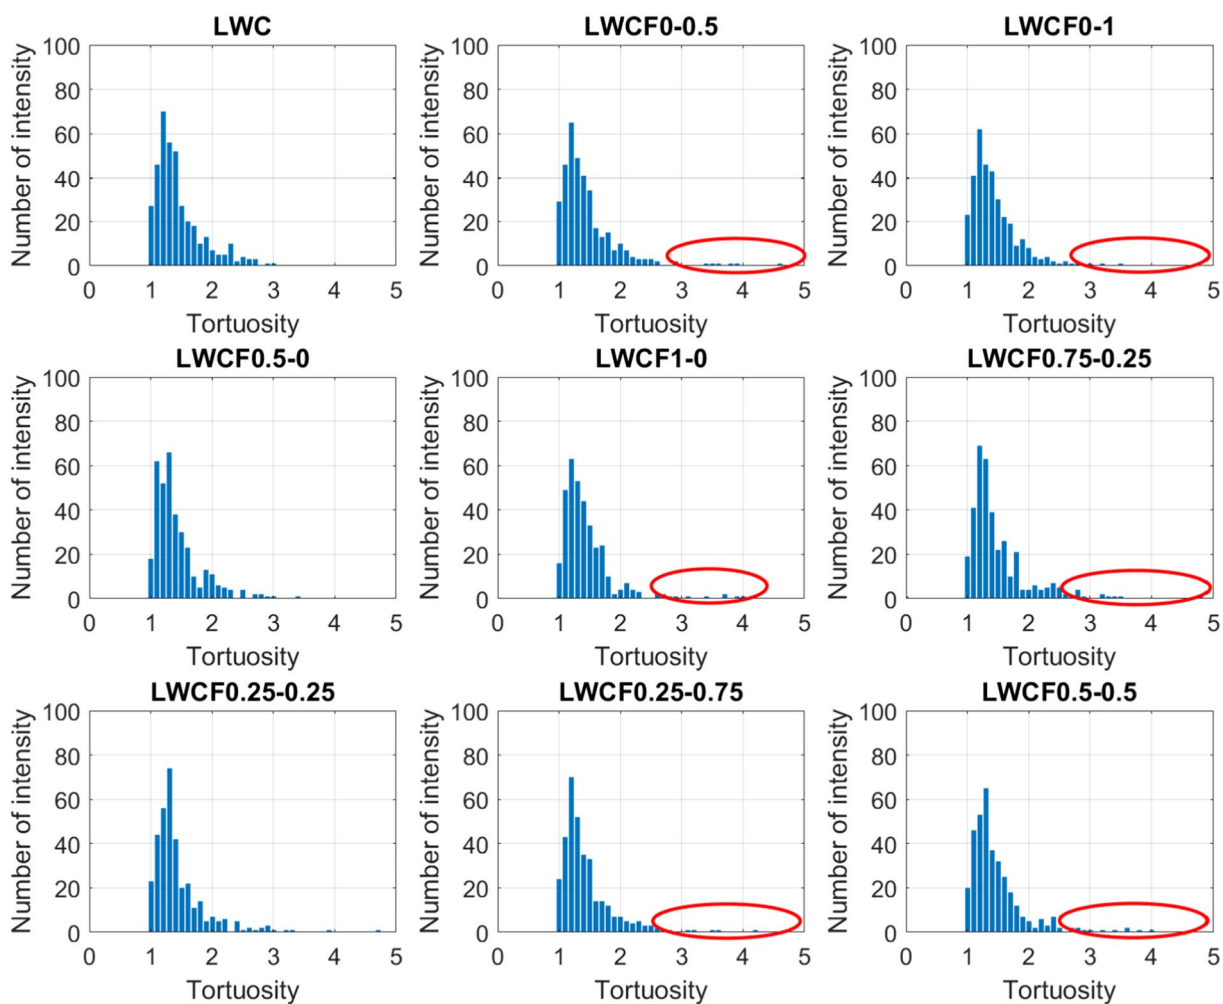 LWC LWCF0-0.5 LWCF0-1
100 100 100
80 80 80
60 60 60
40 40 40
20 20 20
0 0 0
0 1 2 3 4 5 0 1 2 3 4 5 0 1 2 3 4 5
Number of intensity Number of intensity Number of intensity
Tortuosity Tortuosity Tortuosity
LWCF0.5-0 LWCF1-0 LWCF0.75-0.25
100 100 100
80 80 80
60 60 60
40 40 40
20 20 20
0 0 0
0 1 2 3 4 5 0 1 2 3 4 5 0 1 2 3 4 5
Number of intensity Number of intensity Number of intensity
Tortuosity Tortuosity Tortuosity
LWCF0.25-0.25 LWCF0.25-0.75 LWCF0.5-0.5
100 100 100
80 80 80
60 60 60
40 40 40
20 20 20
0 0 0
0 1 2 3 4 5 0 1 2 3 4 5 0 1 2 3 4 5
Number of intensity Number of intensity Number of intensity
Tortuosity Tortuosity Tortuosity